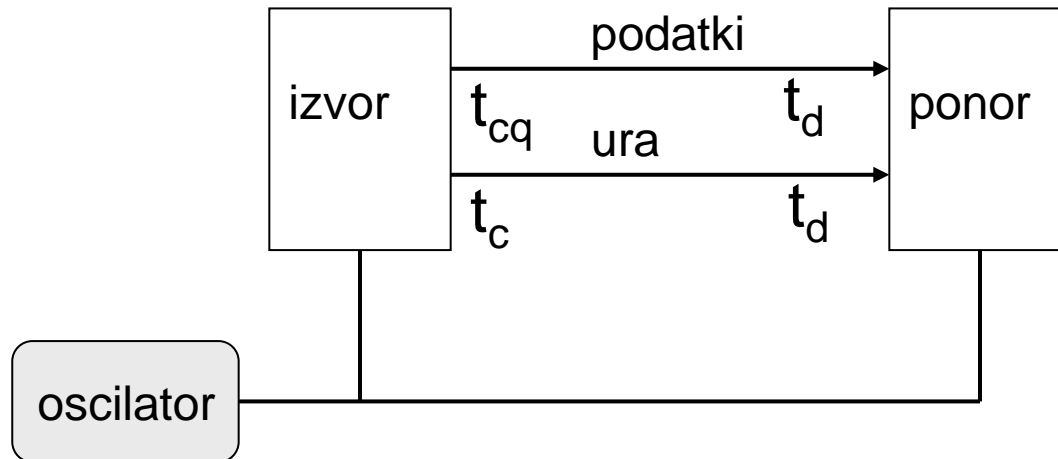 podatki
izvor
t_cq
t_d
ponor
ura
t_c
t_d
oscilator